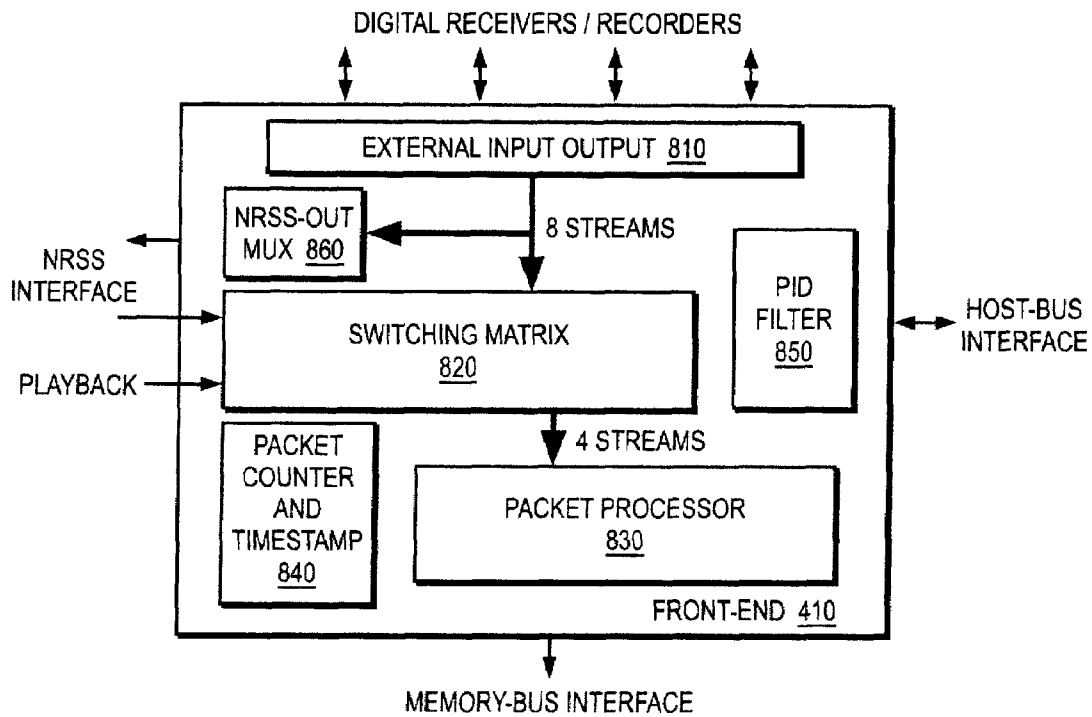 DIGITAL RECEIVERS / RECORDERS
EXTERNAL INPUT OUTPUT 810
NRSS-OUT
MUX 860
8 STREAMS
NRSS
INTERFACE
PID
FILTER
850
HOST-BUS
INTERFACE
SWITCHING MATRIX
820
PLAYBACK
4 STREAMS
PACKET
COUNTER
AND
TIMESTAMP
840
PACKET PROCESSOR
830
FRONT-END 410
MEMORY-BUS INTERFACE